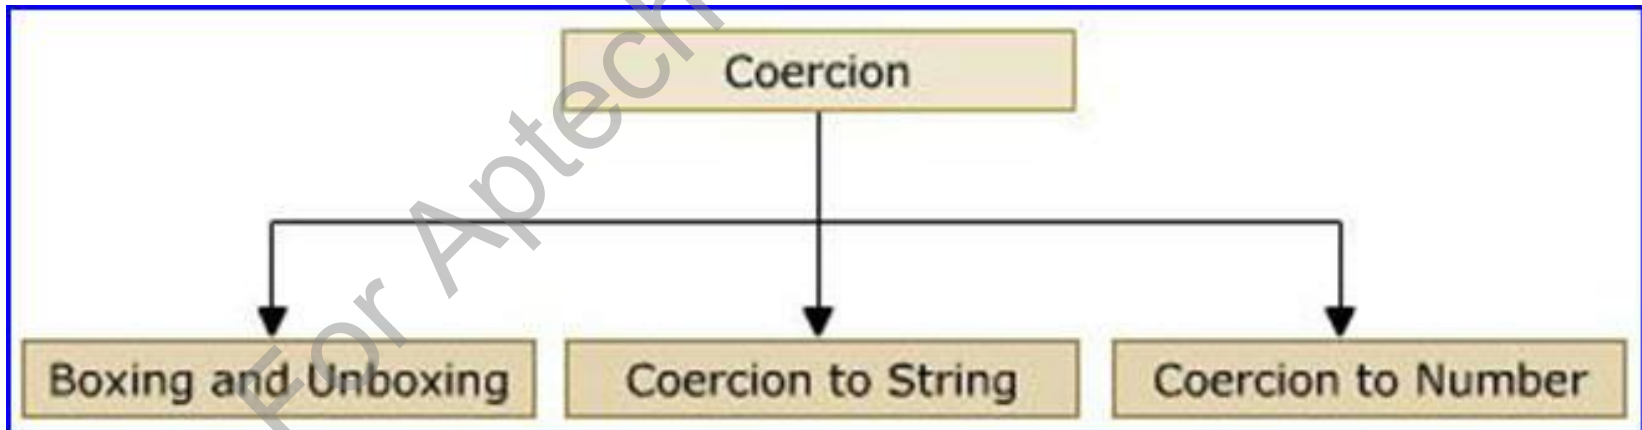 Coercion
Boxing and Unboxing
Coercion to String
Coercion to Number
For Aptech